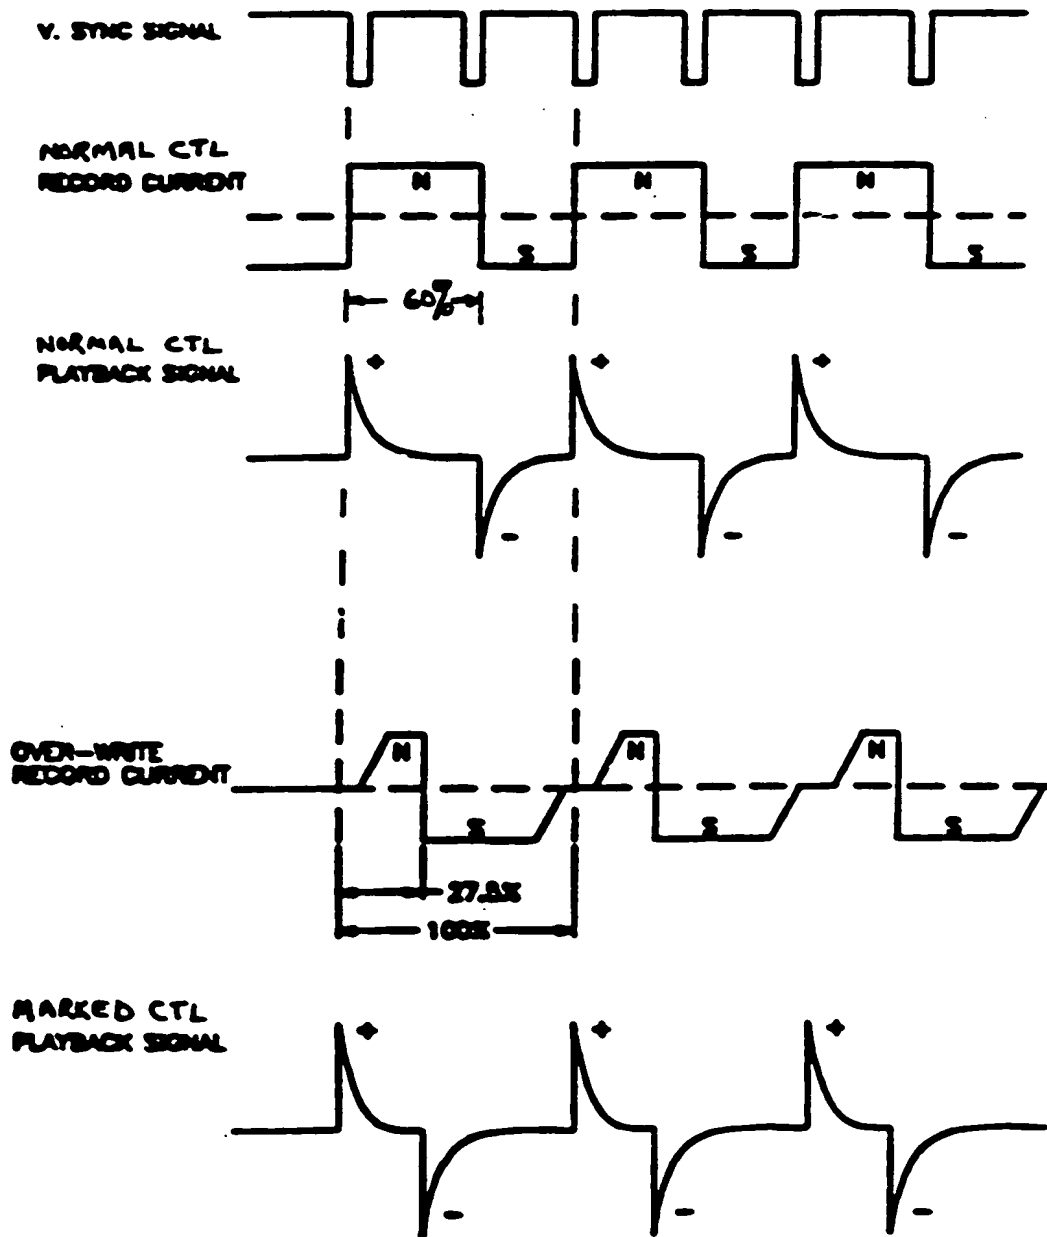 V. SYNC SIGNAL
NORMAL CTL
RECORD CURRENT
N
N
N
S
S
S
60%
NORMAL CTL
PLAYBACK SIGNAL
+
+
+
-
-
-
OVER-WRITE
RECORD CURRENT
N
N
N
S
S
S
27.5%
100%
MARKED CTL
PLAYBACK SIGNAL
+
+
+
-
-
-